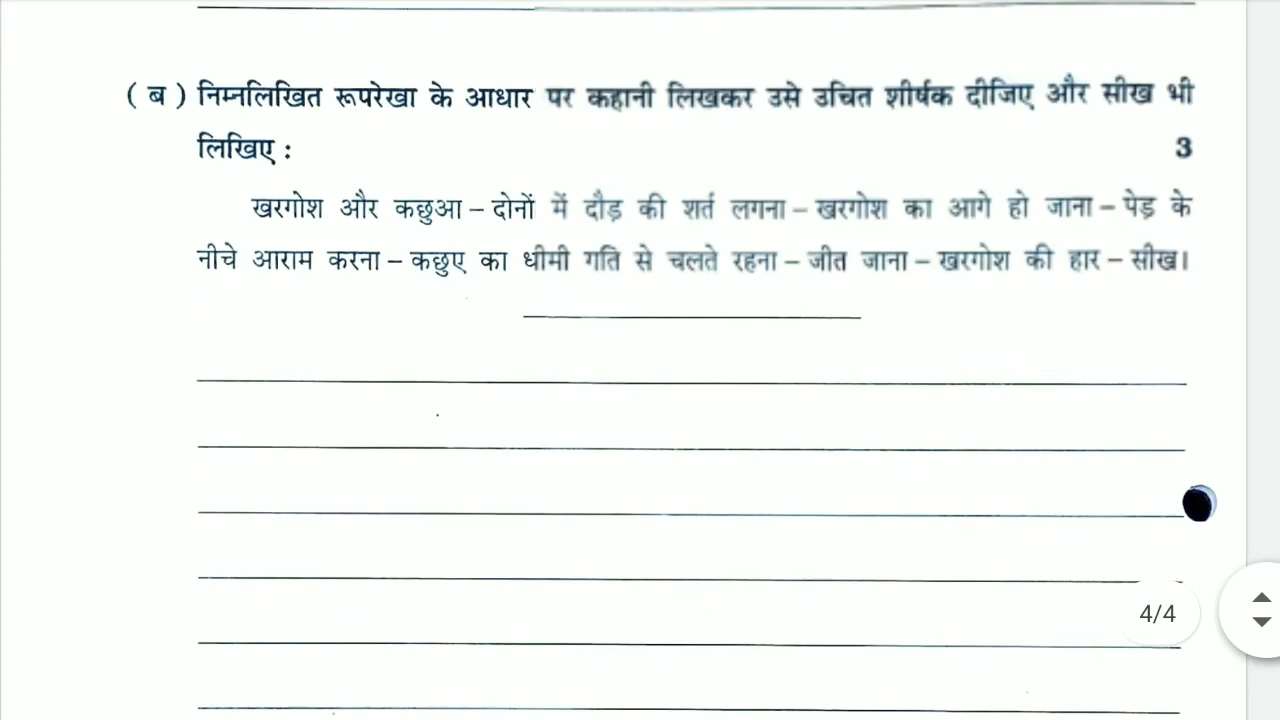 ( ब ) निम्नलिखित रूपरेखा के आधार पर कहानी लिखकर उसे उचित शीर्षक दीजिए और सीख भी
लिखिए : 3
खरगोश और कछुआ – दोनों में दौड़ की शर्त लगना – खरगोश का आगे हो जाना – पेड़ के
नीचे आराम करना – कछुए का धीमी गति से चलते रहना – जीत जाना – खरगोश की हार – सीख।
4/4